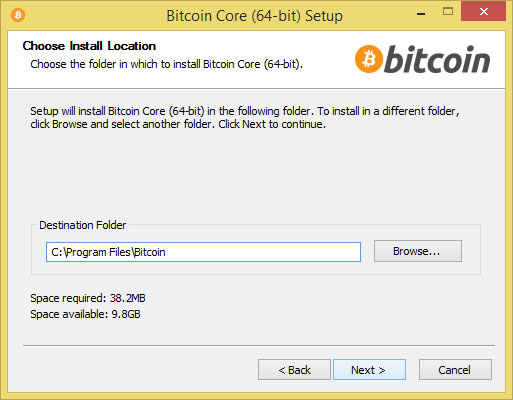 Bitcoin Core (64-bit) Setup
Choose Install Location
Choose the folder in which to install Bitcoin Core (64-bit).
bitcoin
Setup will install Bitcoin Core (64-bit) in the following folder. To install in a different folder,
click Browse and select another folder. Click Next to continue.
Destination Folder
C:\Program Files\Bitcoin
Browse...
Space required: 38.2MB
Space available: 9.8GB
< Back
Next >
Cancel